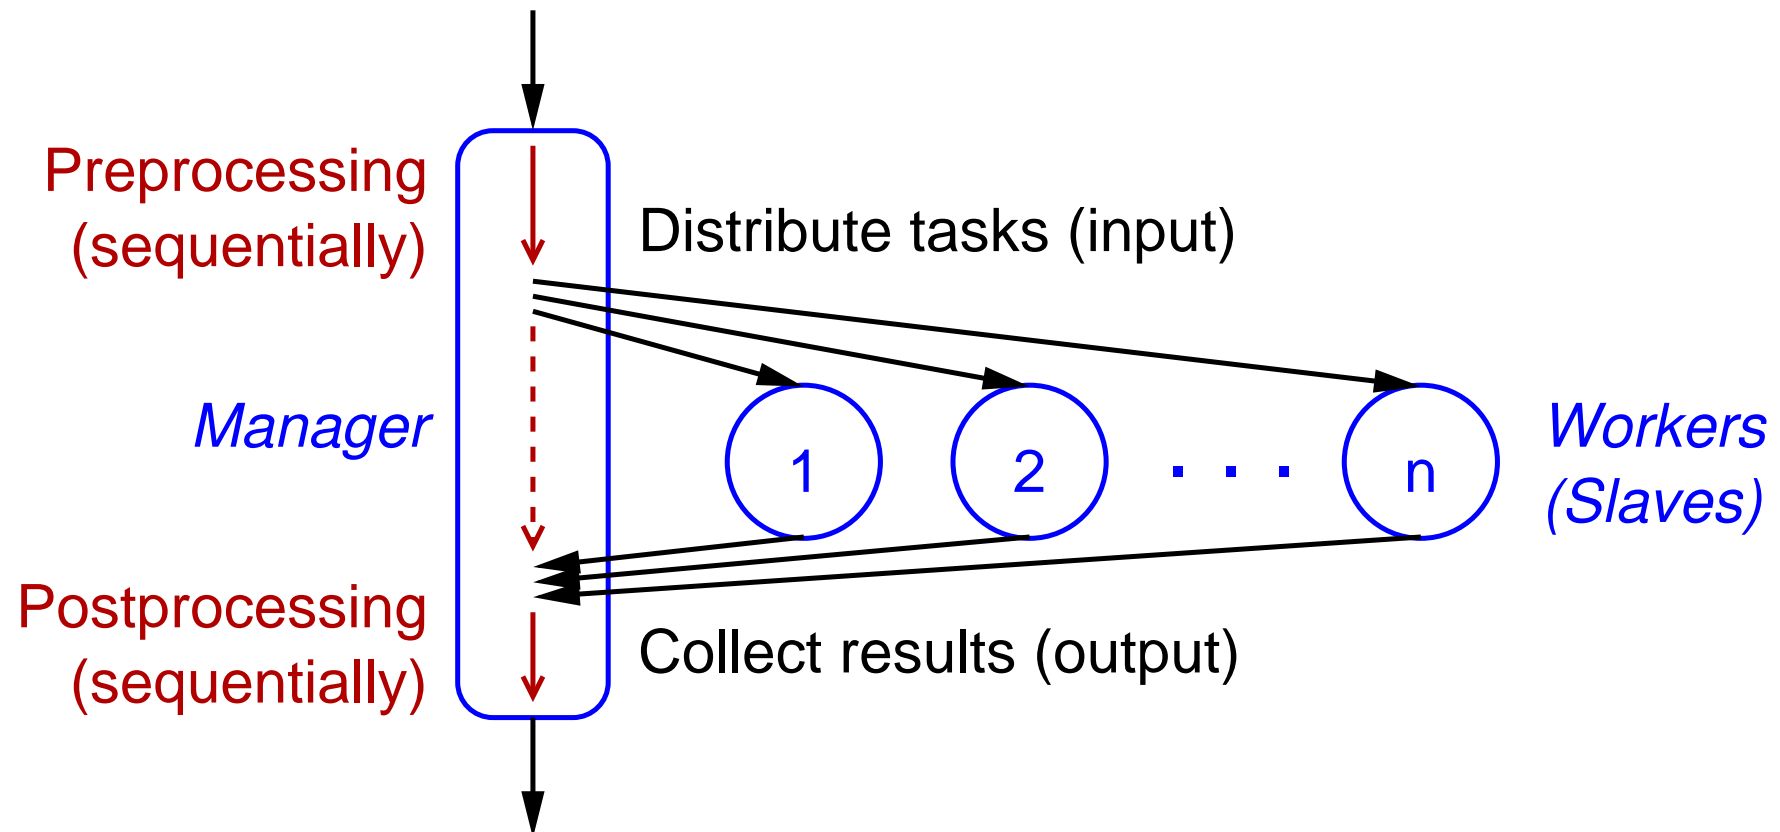 Preprocessing
(sequentially)
Distribute tasks (input)
Manager
1
2
. . .
n
Workers
(Slaves)
Postprocessing
(sequentially)
Collect results (output)